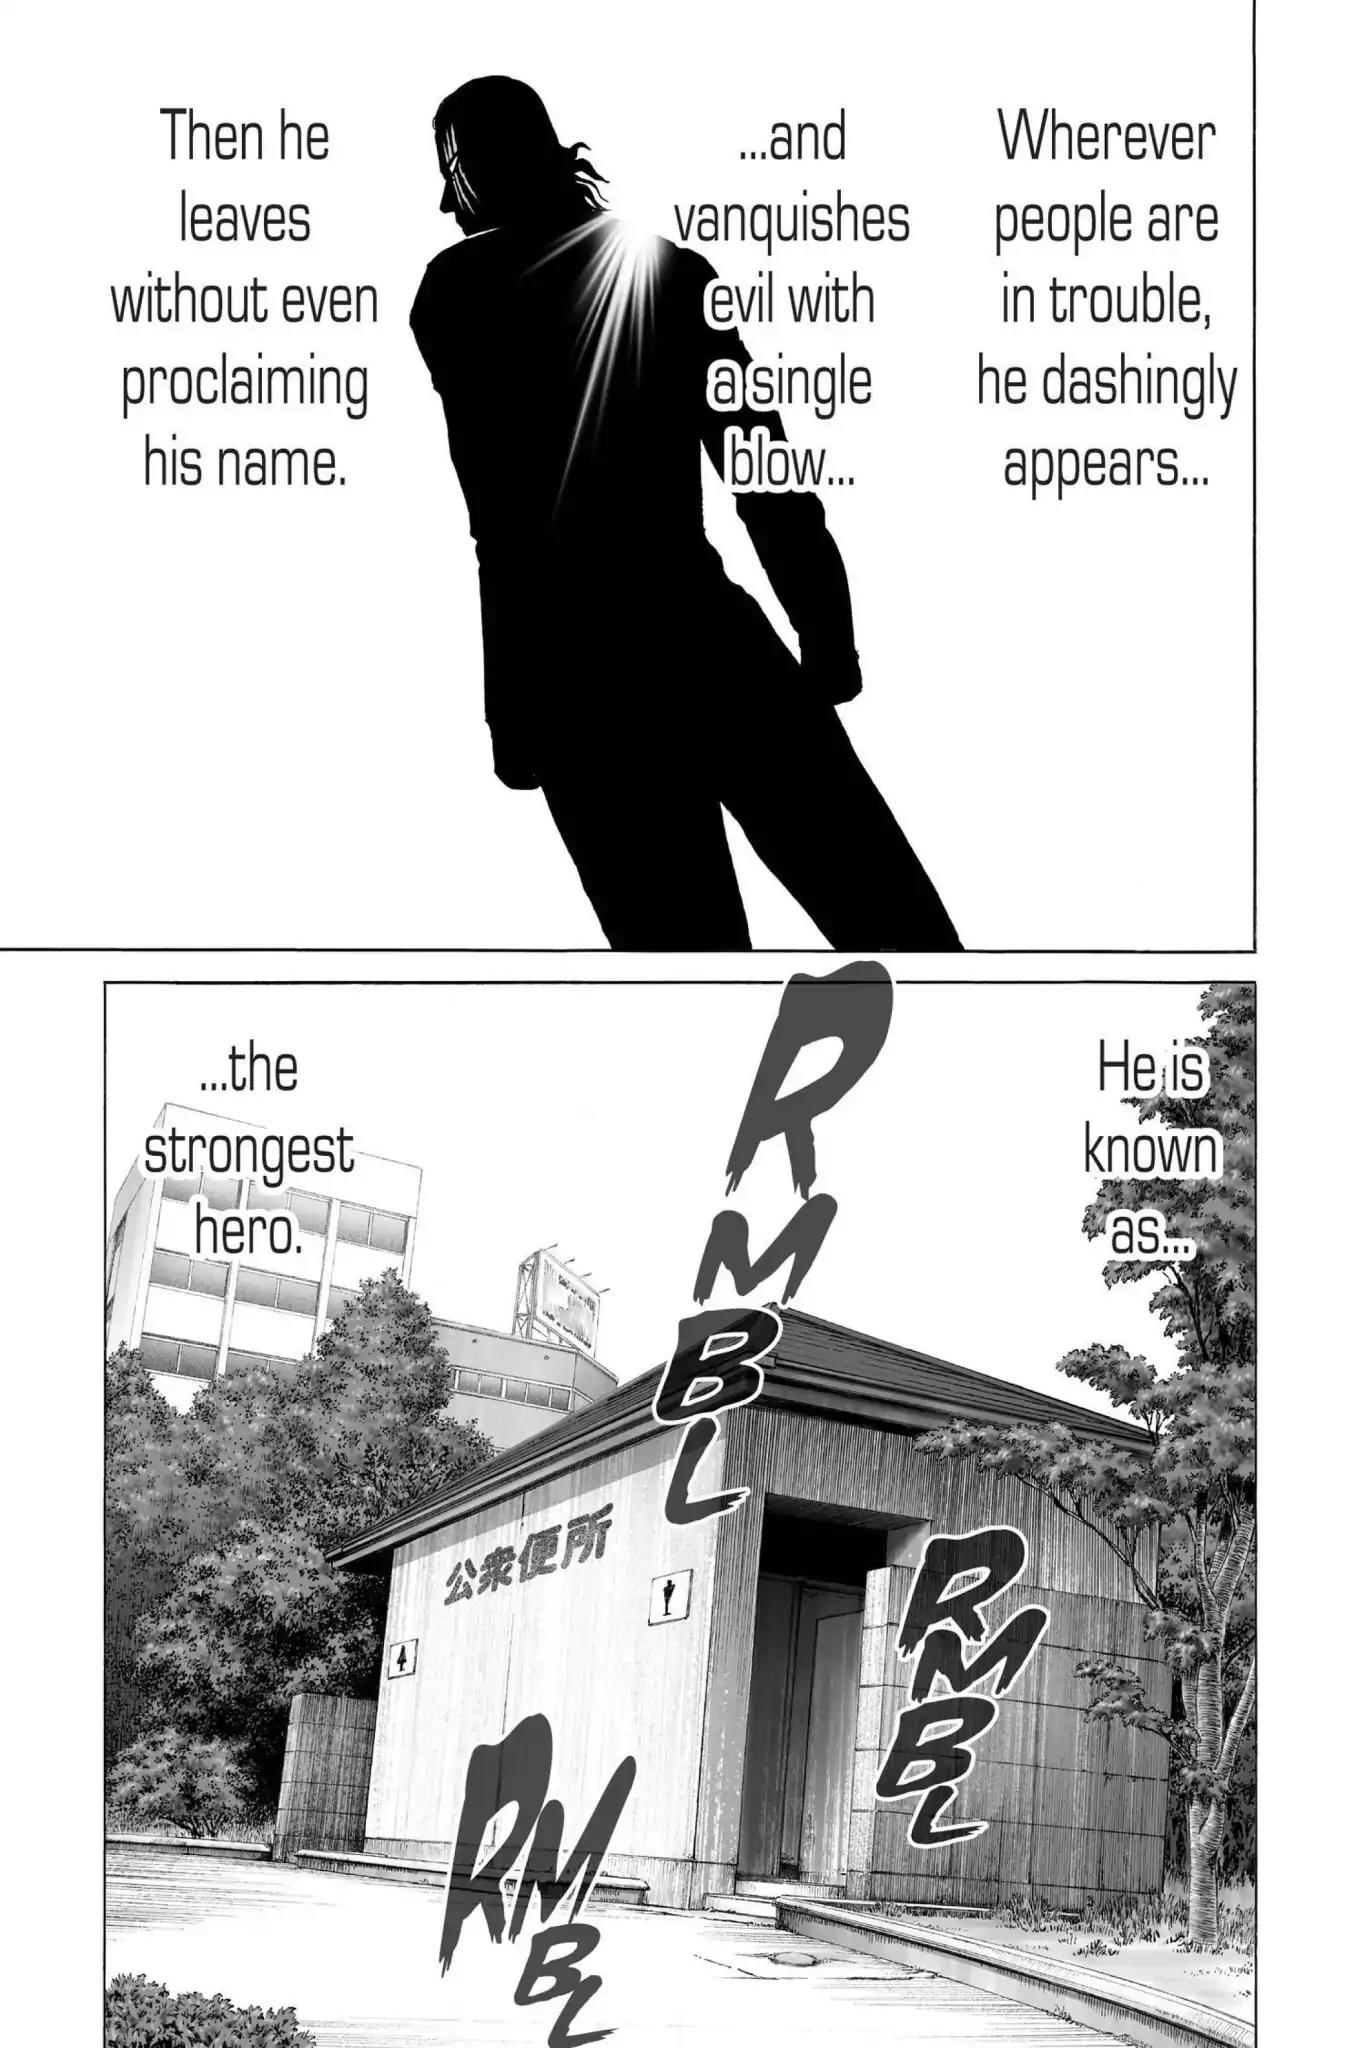 Wherever
people are
in trouble,
he dashingly
appears...
...and
vanquishes
evil with
a single
blow...
Then he
leaves
without even
proclaiming
his name.
He is
known
as...
...the
strongest
hero.
RMBL
RMBL
RMBL
公衆便所